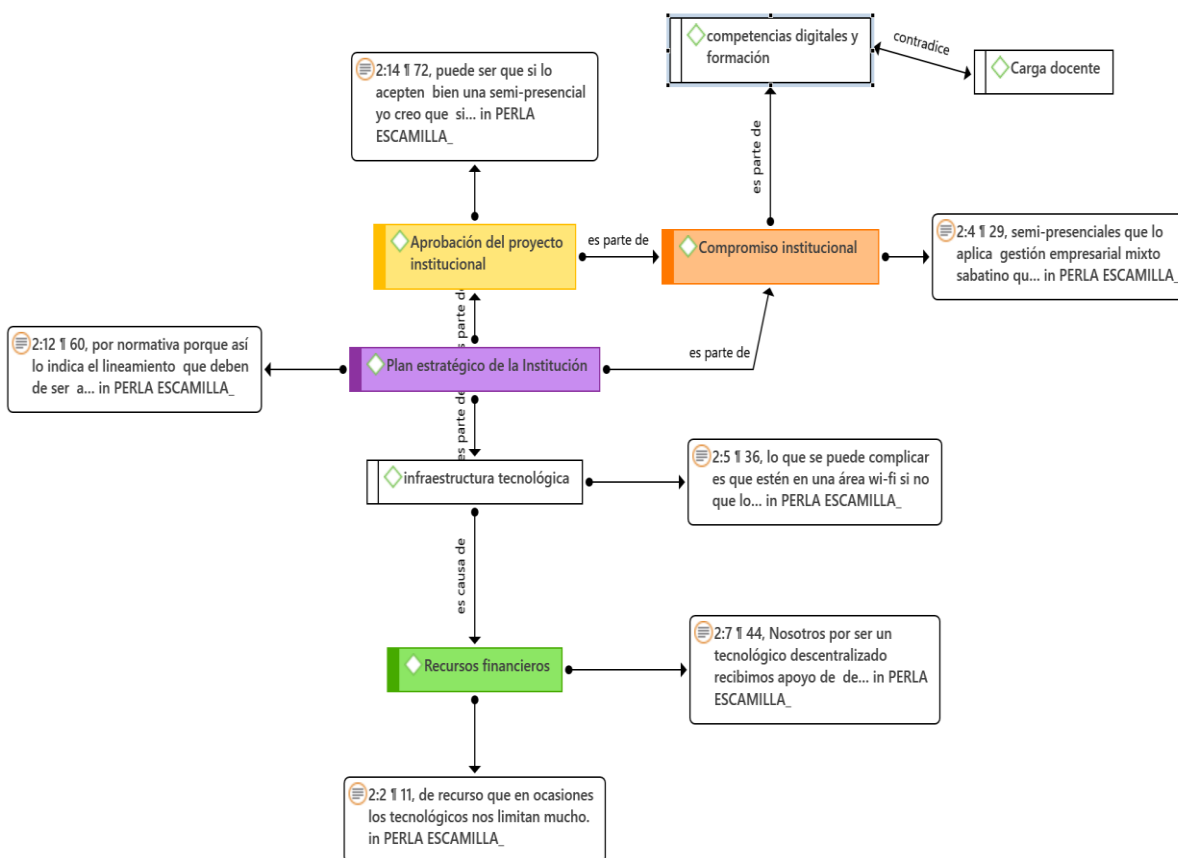 competencias digitales y
formación
contradice
Carga docente
2:14 ¶ 72, puede ser que si lo
acepten bien una semi-presencial
yo creo que si... in PERLA
ESCAMILLA_
es parte de
Aprobación del proyecto
institucional
es parte de
Compromiso institucional
2:4 ¶ 29, semi-presenciales que lo
aplica gestión empresarial mixto
sabatino qu... in PERLA ESCAMILLA_
es parte de
2:12 ¶ 60, por normativa porque así
lo indica el lineamiento que deben
de ser a... in PERLA ESCAMILLA_
Plan estratégico de la Institución
es parte de
es parte de
infraestructura tecnológica
2:5 ¶ 36, lo que se puede complicar
es que estén en una área wi-fi si no
que lo... in PERLA ESCAMILLA_
es causa de
Recursos financieros
2:7 ¶ 44, Nosotros por ser un
tecnológico descentralizado
recibimos apoyo de de... in PERLA
ESCAMILLA_
2:2 ¶ 11, de recurso que en ocasiones
los tecnológicos nos limitan mucho.
in PERLA ESCAMILLA_